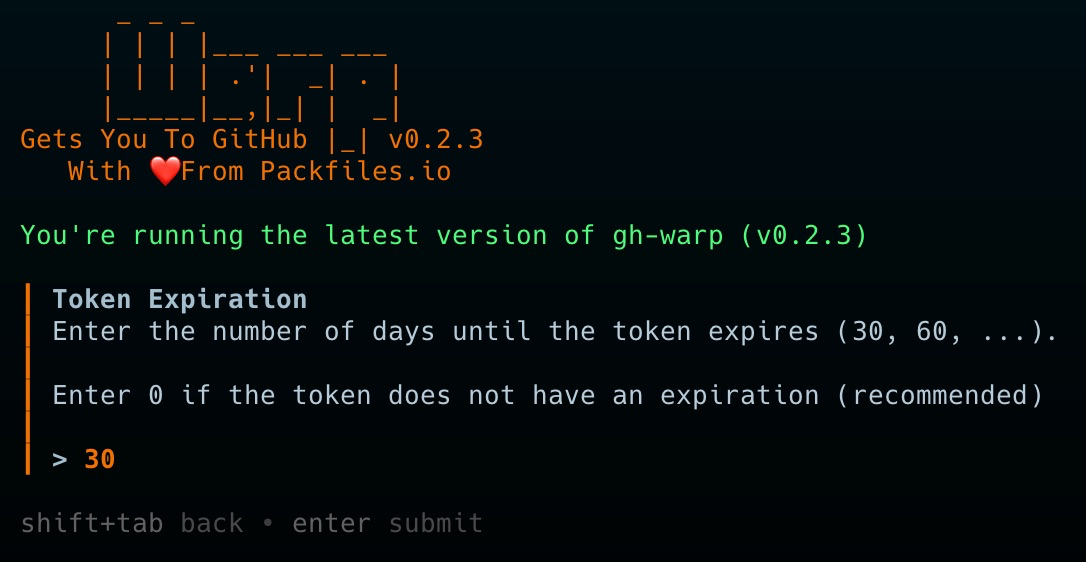 _ _ _
| | | |___ ___ ___
| | | | .'|  _| . |
|_____|__,|_| |  _|
Gets You To GitHub |_| v0.2.3
With ❤️From Packfiles.io
You're running the latest version of gh-warp (v0.2.3)
Token Expiration
Enter the number of days until the token expires (30, 60, ...).
Enter 0 if the token does not have an expiration (recommended)
> 30
shift+tab back • enter submit